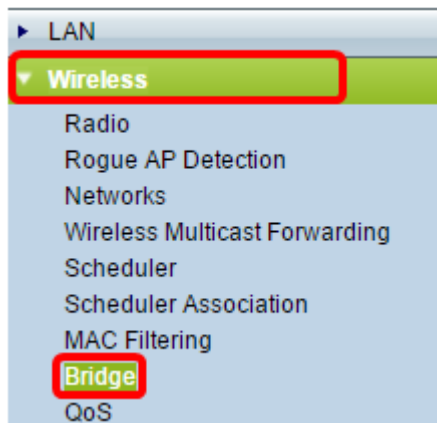 LAN
Wireless
Radio
Rogue AP Detection
Networks
Wireless Multicast Forwarding
Scheduler
Scheduler Association
MAC Filtering
Bridge
QoS